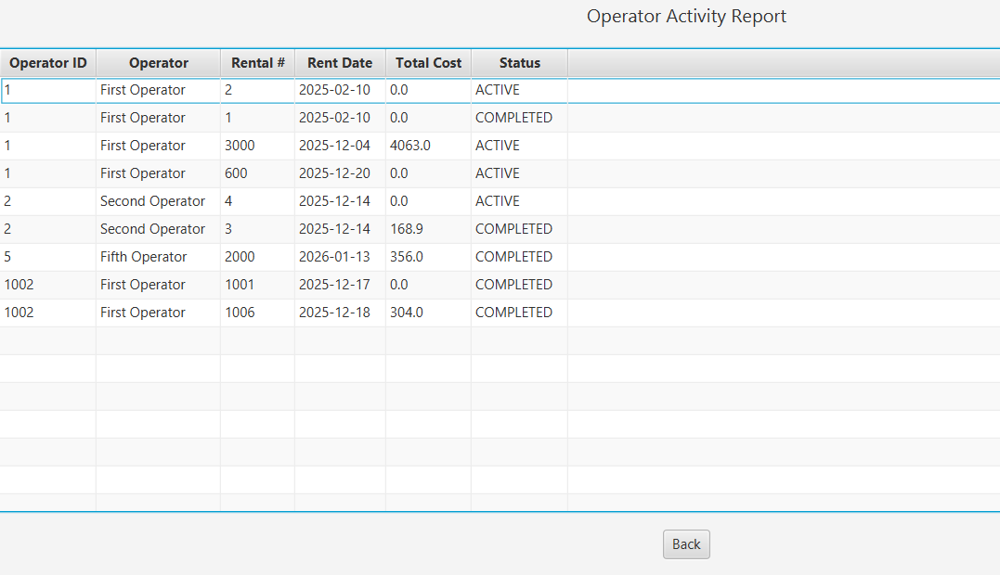 Operator Activity Report
Operator ID Operator Rental # Rent Date Total Cost Status
1 First Operator 2 2025-02-10 0.0 ACTIVE
1 First Operator 1 2025-02-10 0.0 COMPLETED
1 First Operator 3000 2025-12-04 4063.0 ACTIVE
1 First Operator 600 2025-12-20 0.0 ACTIVE
2 Second Operator 4 2025-12-14 0.0 ACTIVE
2 Second Operator 3 2025-12-14 168.9 COMPLETED
5 Fifth Operator 2000 2026-01-13 356.0 COMPLETED
1002 First Operator 1001 2025-12-17 0.0 COMPLETED
1002 First Operator 1006 2025-12-18 304.0 COMPLETED
Back